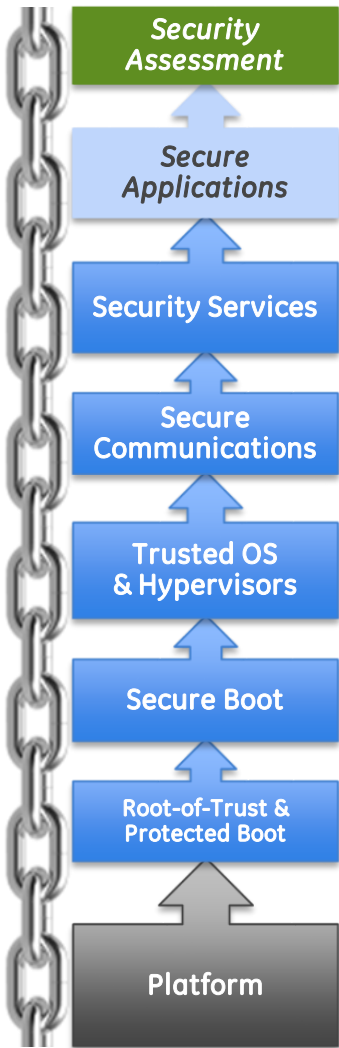 Security
Assessment
Secure
Applications
Security Services
Secure
Communications
Trusted OS
& Hypervisors
Secure Boot
Root-of-Trust &
Protected Boot
Platform